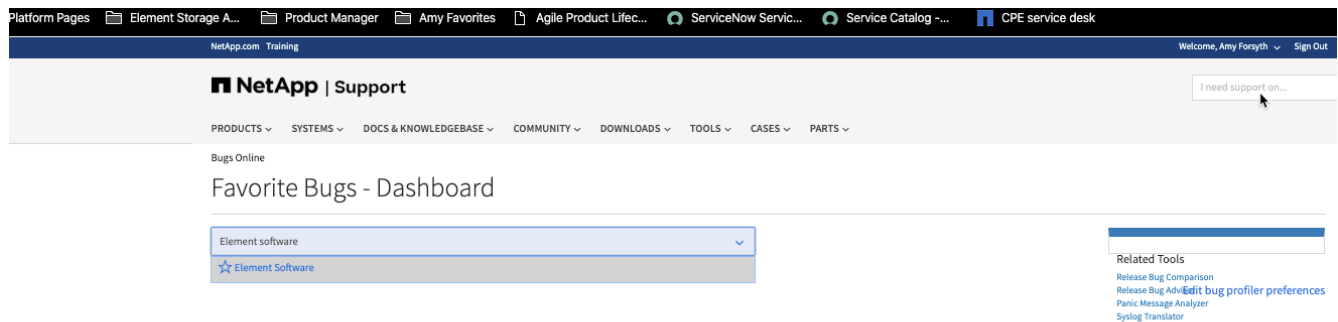 Platform Pages Element Storage A... Product Manager Amy Favorites Agile Product Lifec... ServiceNow Servic... Service Catalog -... CPE service desk
NetApp.com Training Welcome, Amy Forsyth Sign Out
NetApp | Support
I need support on...
PRODUCTS SYSTEMS DOCS & KNOWLEDGEBASE COMMUNITY DOWNLOADS TOOLS CASES PARTS
Bugs Online
Favorite Bugs - Dashboard
Element software
Element Software
Related Tools
Release Bug Comparison
Release Bug Edit bug profiler preferences
Panic Message Analyzer
Syslog Translator